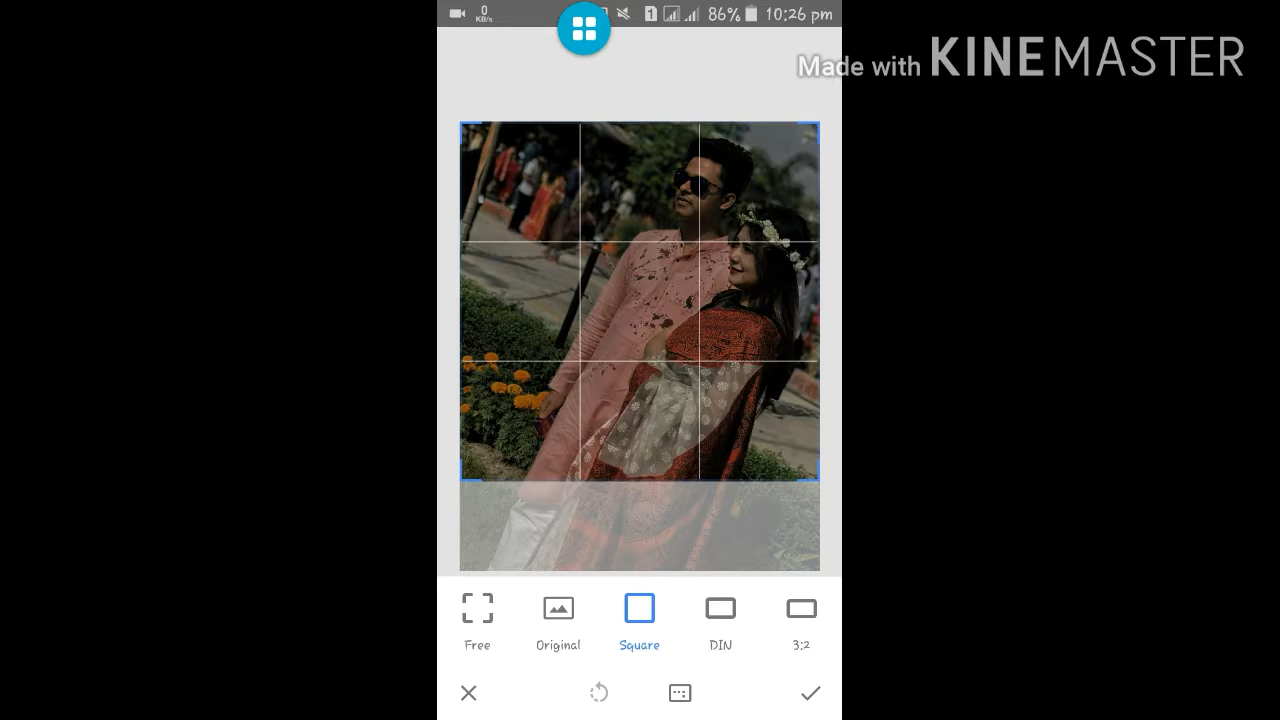 0
KB/s
1
86%
10:26 pm
Made with KINEMASTER
Free
Original
Square
DIN
3:2